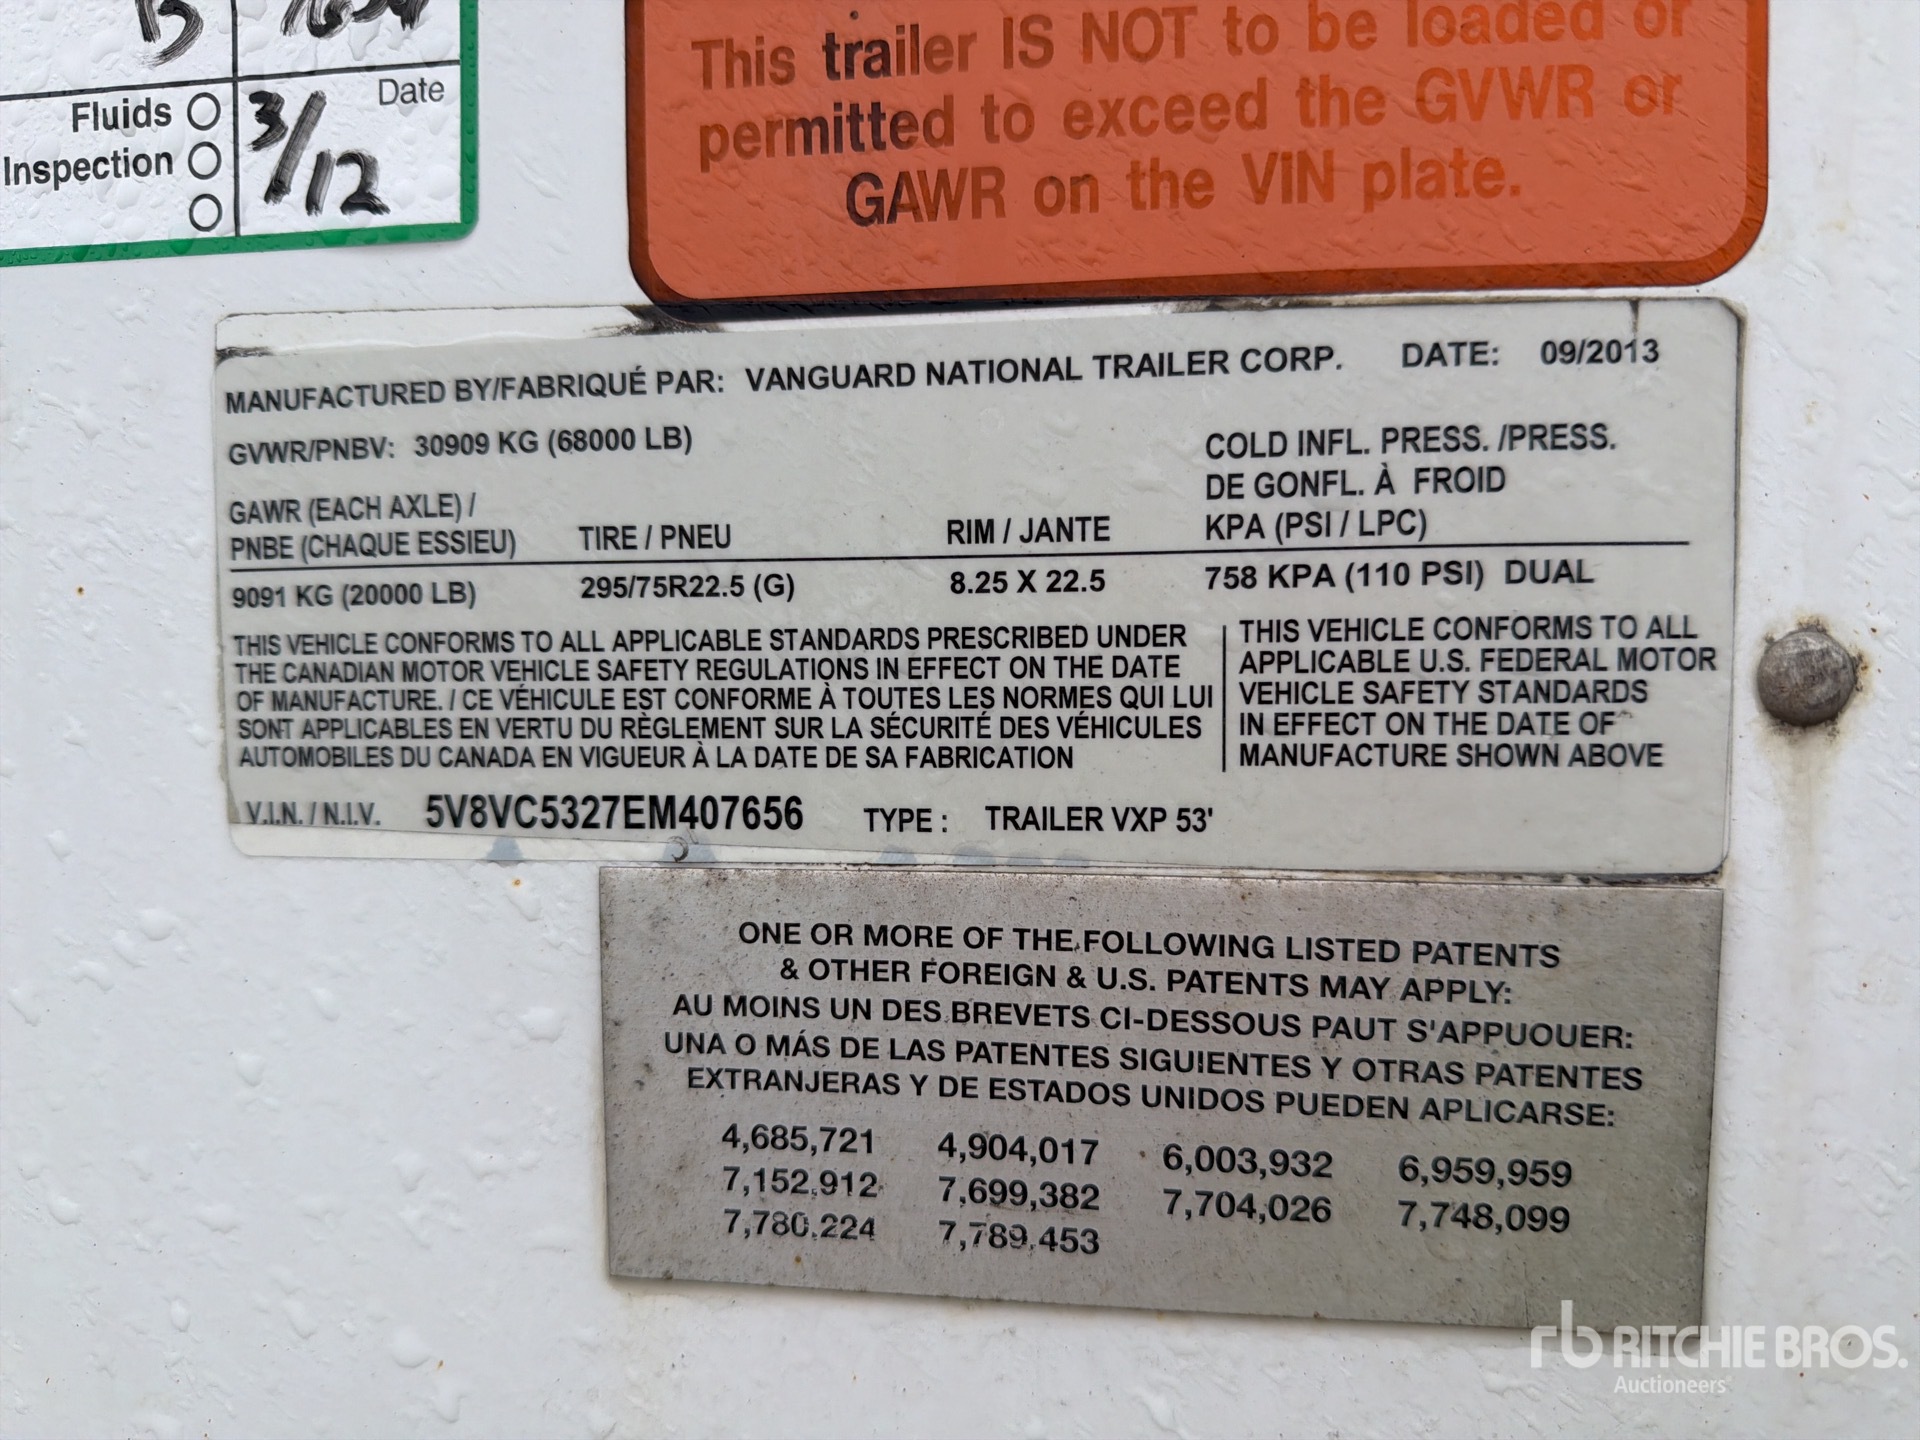 Date
Fluids
3/12
Inspection
This trailer IS NOT to be loaded or
permitted to exceed the GVWR or
GAWR on the VIN plate.
MANUFACTURED BY/FABRIQUÉ PAR: VANGUARD NATIONAL TRAILER CORP. DATE: 09/2013
GVWR/PNBV: 30909 KG (68000 LB)
COLD INFL. PRESS. /PRESS.
DE GONFL. À FROID
KPA (PSI / LPC)
GAWR (EACH AXLE) /
PNBE (CHAQUE ESSIEU) TIRE / PNEU RIM / JANTE
9091 KG (20000 LB) 295/75R22.5 (G) 8.25 X 22.5 758 KPA (110 PSI) DUAL
THIS VEHICLE CONFORMS TO ALL APPLICABLE STANDARDS PRESCRIBED UNDER
THE CANADIAN MOTOR VEHICLE SAFETY REGULATIONS IN EFFECT ON THE DATE
OF MANUFACTURE. / CE VÉHICULE EST CONFORME À TOUTES LES NORMES QUI LUI
SONT APPLICABLES EN VERTU DU RÈGLEMENT SUR LA SÉCURITÉ DES VÉHICULES
AUTOMOBILES DU CANADA EN VIGUEUR À LA DATE DE SA FABRICATION
THIS VEHICLE CONFORMS TO ALL
APPLICABLE U.S. FEDERAL MOTOR
VEHICLE SAFETY STANDARDS
IN EFFECT ON THE DATE OF
MANUFACTURE SHOWN ABOVE
V.I.N. / N.I.V. 5V8VC5327EM407656 TYPE : TRAILER VXP 53'
ONE OR MORE OF THE FOLLOWING LISTED PATENTS
& OTHER FOREIGN & U.S. PATENTS MAY APPLY:
AU MOINS UN DES BREVETS CI-DESSOUS PAUT S'APPUOUER:
UNA O MÁS DE LAS PATENTES SIGUIENTES Y OTRAS PATENTES
EXTRANJERAS Y DE ESTADOS UNIDOS PUEDEN APLICARSE:
4,685,721 4,904,017 6,003,932 6,959,959
7,152,912 7,699,382 7,704,026 7,748,099
7,780,224 7,789,453
rb RITCHIE BROS.
Auctioneers